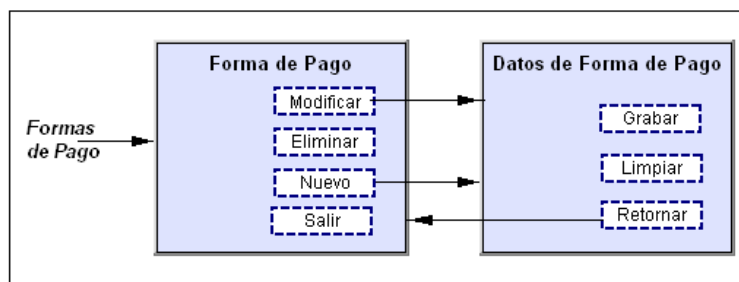 Formas
de Pago
Forma de Pago
Modificar
Eliminar
Nuevo
Salir
Datos de Forma de Pago
Grabar
Limpiar
Retornar